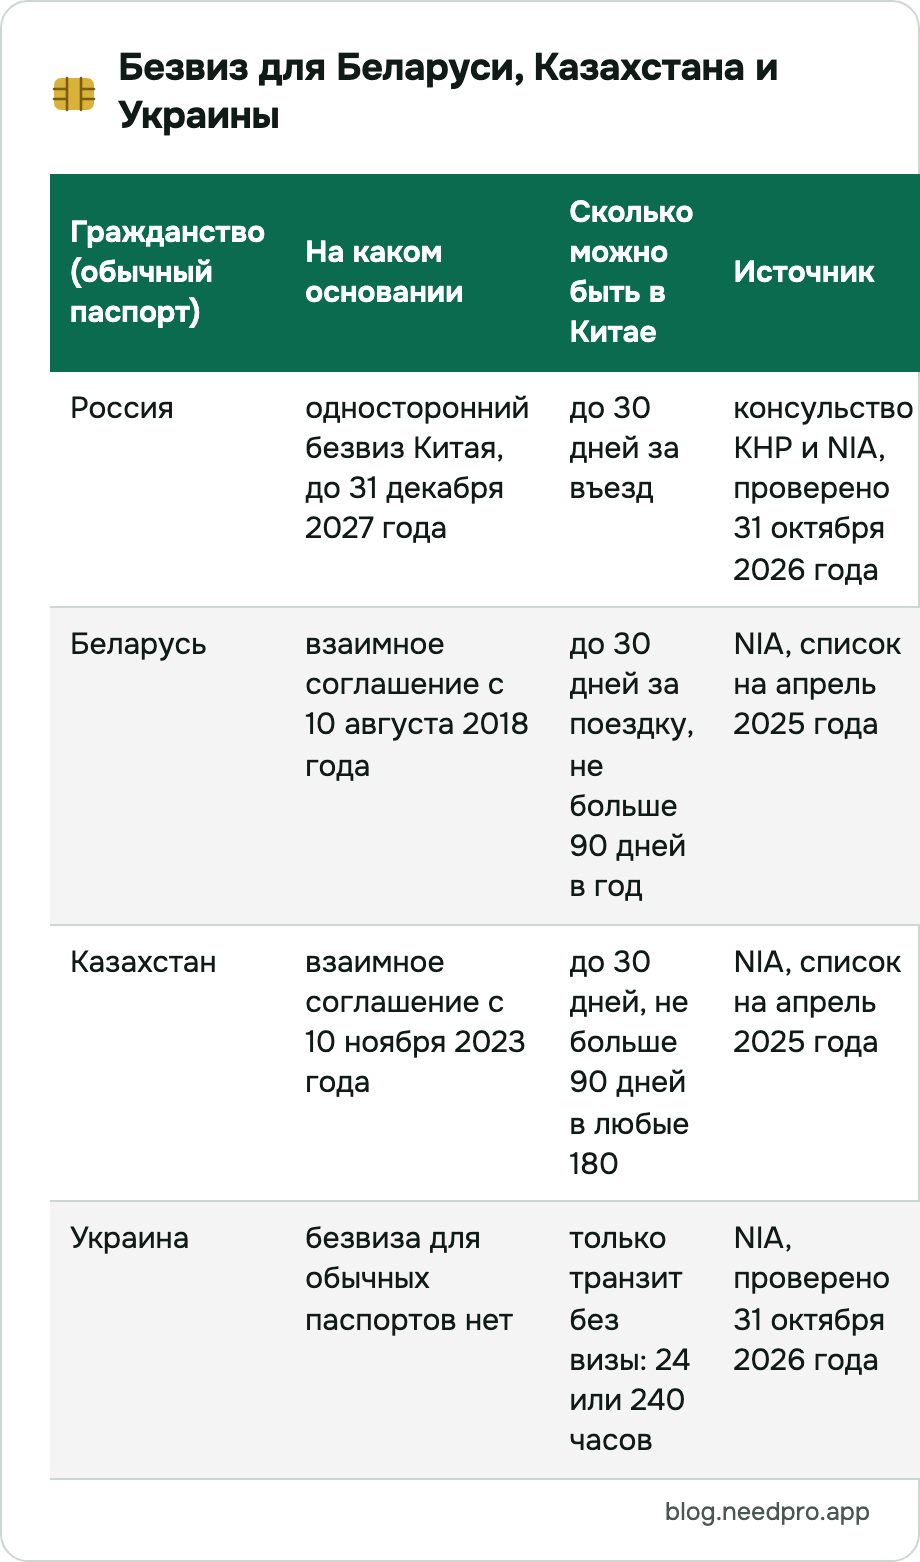 Безвиз для Беларуси, Казахстана и
Украины
Гражданство
(обычный
паспорт)
На каком
основании
Сколько
можно
быть в
Китае
Источник
Россия
односторонний
безвиз Китая,
до 31 декабря
2027 года
до 30
дней за
въезд
консульство
КНР и NIA,
проверено
31 октября
2026 года
Беларусь
взаимное
соглашение с
10 августа 2018
года
до 30
дней за
поездку,
не
больше
90 дней
в год
NIA, список
на апрель
2025 года
Казахстан
взаимное
соглашение с
10 ноября 2023
года
до 30
дней, не
больше
90 дней
в любые
180
NIA, список
на апрель
2025 года
Украина
безвиза для
обычных
паспортов нет
только
транзит
без
визы: 24
или 240
часов
NIA,
проверено
31 октября
2026 года
blog.needpro.app